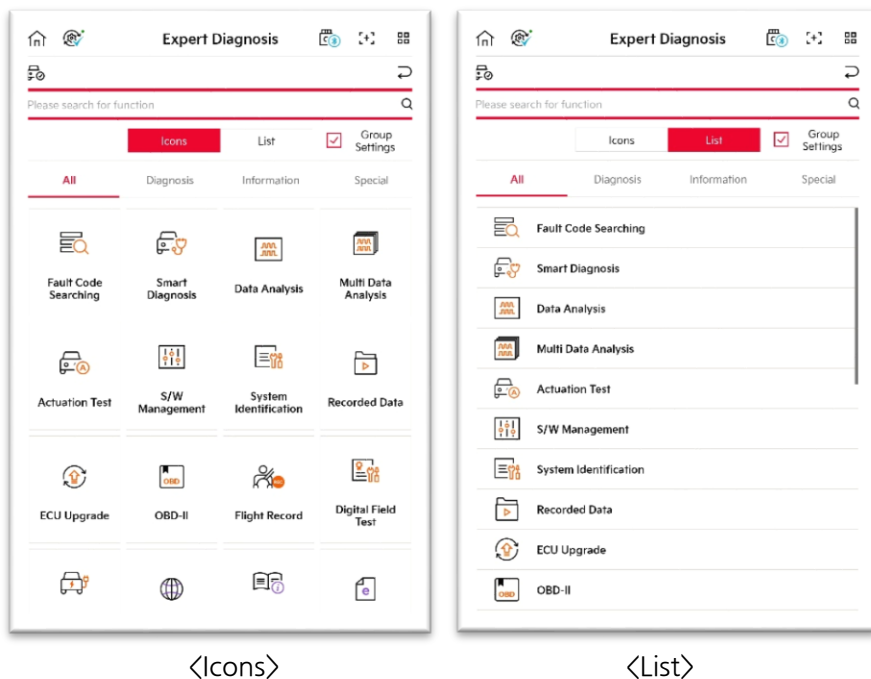 Expert Diagnosis
Please search for function
Icons
List
Group
Settings
All
Diagnosis
Information
Special
Fault Code
Searching
Smart
Diagnosis
Data Analysis
Multi Data
Analysis
Actuation Test
S/W
Management
System
Identification
Recorded Data
ECU Upgrade
OBD
OBD-II
Flight Record
Digital Field
Test
e
<Icons>
Expert Diagnosis
Please search for function
Icons
List
Group
Settings
All
Diagnosis
Information
Special
Fault Code Searching
Smart Diagnosis
Data Analysis
Multi Data Analysis
A
Actuation Test
S/W Management
System Identification
Recorded Data
ECU Upgrade
OBD
OBD-II
<List>